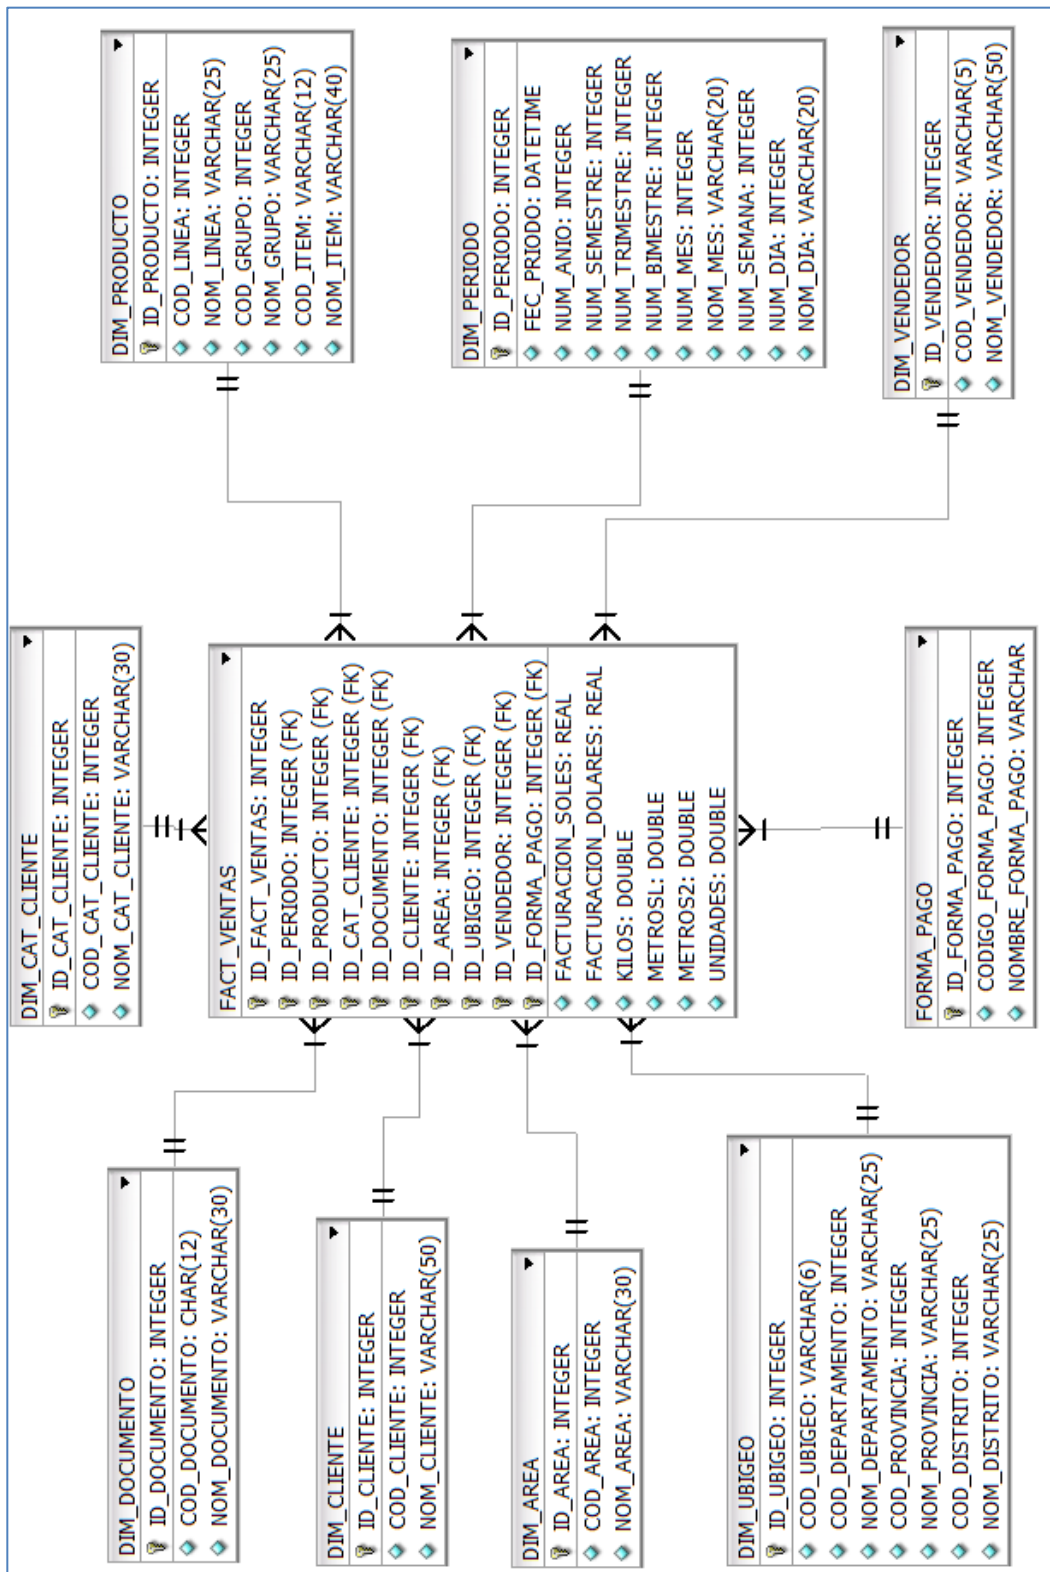 DIM_DOCUMENTO
ID_DOCUMENTO: INTEGER
COD_DOCUMENTO: CHAR(12)
NOM_DOCUMENTO: VARCHAR(30)
DIM_CLIENTE
ID_CLIENTE: INTEGER
COD_CLIENTE: INTEGER
NOM_CLIENTE: VARCHAR(50)
DIM_AREA
ID_AREA: INTEGER
COD_AREA: INTEGER
NOM_AREA: VARCHAR(30)
DIM_UBIGEO
ID_UBIGEO: INTEGER
COD_UBIGEO: VARCHAR(6)
COD_DEPARTAMENTO: INTEGER
NOM_DEPARTAMENTO: VARCHAR(25)
COD_PROVINCIA: INTEGER
NOM_PROVINCIA: VARCHAR(25)
COD_DISTRITO: INTEGER
NOM_DISTRITO: VARCHAR(25)
DIM_CAT_CLIENTE
ID_CAT_CLIENTE: INTEGER
COD_CAT_CLIENTE: INTEGER
NOM_CAT_CLIENTE: VARCHAR(30)
FACT_VENTAS
ID_FACT_VENTAS: INTEGER
ID_PERIODO: INTEGER (FK)
ID_PRODUCTO: INTEGER (FK)
ID_CAT_CLIENTE: INTEGER (FK)
ID_DOCUMENTO: INTEGER (FK)
ID_CLIENTE: INTEGER (FK)
ID_AREA: INTEGER (FK)
ID_UBIGEO: INTEGER (FK)
ID_VENDEDOR: INTEGER (FK)
ID_FORMA_PAGO: INTEGER (FK)
FACTURACION_SOLES: REAL
FACTURACION_DOLARES: REAL
KILOS: DOUBLE
METROSL: DOUBLE
METROS2: DOUBLE
UNIDADES: DOUBLE
FORMA_PAGO
ID_FORMA_PAGO: INTEGER
CODIGO_FORMA_PAGO: INTEGER
NOMBRE_FORMA_PAGO: VARCHAR
DIM_PRODUCTO
ID_PRODUCTO: INTEGER
COD_LINEA: INTEGER
NOM_LINEA: VARCHAR(25)
COD_GRUPO: INTEGER
NOM_GRUPO: VARCHAR(25)
COD_ITEM: VARCHAR(12)
NOM_ITEM: VARCHAR(40)
DIM_PERIODO
ID_PERIODO: INTEGER
FEC_PRIODO: DATETIME
NUM_ANIO: INTEGER
NUM_SEMESTRE: INTEGER
NUM_TRIMESTRE: INTEGER
NUM_BIMESTRE: INTEGER
NUM_MES: INTEGER
NOM_MES: VARCHAR(20)
NUM_SEMANA: INTEGER
NUM_DIA: INTEGER
NOM_DIA: VARCHAR(20)
DIM_VENDEDOR
ID_VENDEDOR: INTEGER
COD_VENDEDOR: VARCHAR(5)
NOM_VENDEDOR: VARCHAR(50)